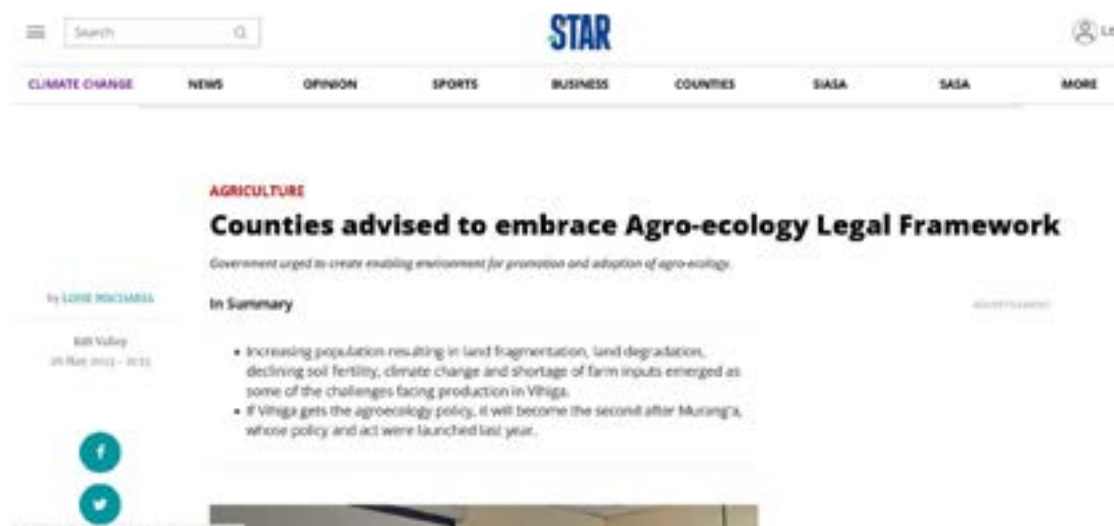 Search
STAR
CLIMATE CHANGE NEWS OPINION SPORTS BUSINESS COUNTIES SIASA SASA MORE
AGRICULTURE
Counties advised to embrace Agro-ecology Legal Framework
Government urged to create enabling environment for promotion and adoption of agro-ecology.
by
In Summary
ADVERTISEMENT
Rift Valley
• Increasing population resulting in land fragmentation, land degradation,
declining soil fertility, climate change and shortage of farm inputs emerged as
some of the challenges facing production in Vihiga.
• If Vihiga gets the agroecology policy, it will become the second after Murang'a,
whose policy and act were launched last year.